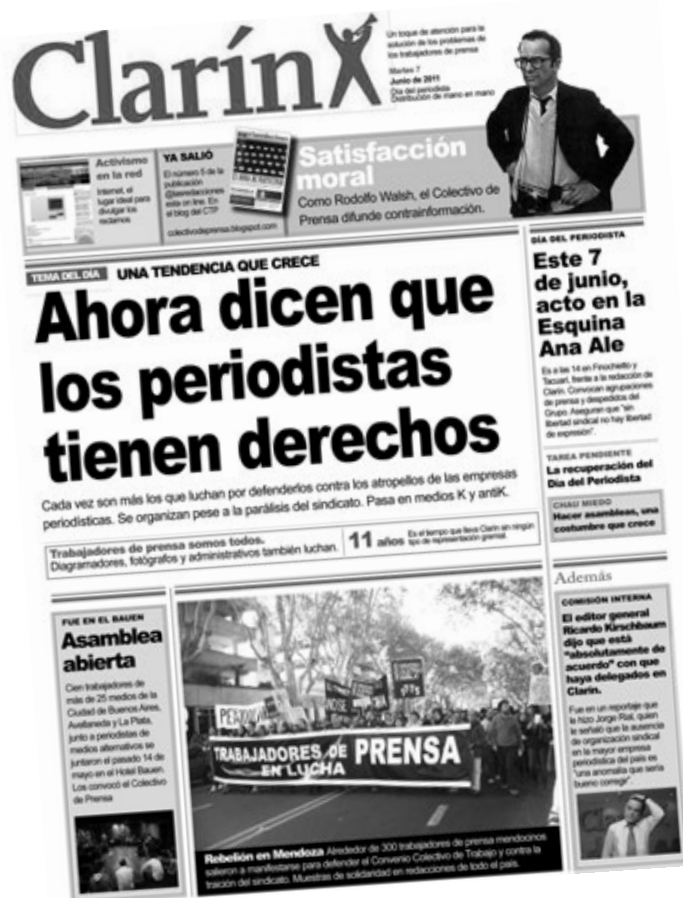 Clarín
Un toque de atención para la
solución de los problemas de
los trabajadores de prensa
Martes 7
Junio de 2011
Día del periodista
Distribución de mano en mano
Activismo
en la red
Internet, el
lugar ideal para
divulgar los
reclamos
YA SALIÓ
El número 5 de la
publicación
@lasredacciones
esta on line. En
el blog del CTP
colectivodeprensa.blogspot.com
Satisfacción
moral
Como Rodolfo Walsh, el Colectivo de
Prensa difunde contrainformación.
TEMA DEL DÍA UNA TENDENCIA QUE CRECE
Ahora dicen que
los periodistas
tienen derechos
Cada vez son más los que luchan por defenderlos contra los atropellos de las empresas
periodísticas. Se organizan pese a la parálisis del sindicato. Pasa en medios K y antiK.
Trabajadores de prensa somos todos.
Diagramadores, fotógrafos y administrativos también luchan.
11 años
Es el tiempo que lleva Clarín sin ningún
tipo de representación gremial.
DÍA DEL PERIODISTA
Este 7
de junio,
acto en la
Esquina
Ana Ale
Es a las 14 en Finochietto y
Tacuarí, frente a la redacción de
Clarín. Convocan agrupaciones
de prensa y despedidos del
Grupo. Aseguran que "sin
libertad sindical no hay libertad
de expresión".
TAREA PENDIENTE
La recuperación del
Día del Periodista
CHAU MIEDO
Hacer asambleas, una
costumbre que crece
FUE EN EL BAUEN
Asamblea
abierta
Cien trabajadores de
más de 25 medios de la
Ciudad de Buenos Aires,
Avellaneda y La Plata,
junto a periodistas de
medios alternativos se
juntaron el pasado 14 de
mayo en el Hotel Bauen.
Los convocó el Colectivo
de Prensa
TRABAJADORES DE PRENSA
EN LUCHA
Rebelión en Mendoza Alrededor de 300 trabajadores de prensa mendocinos
salieron a manifestarse para defender el Convenio Colectivo de Trabajo y contra la
traición del sindicato. Muestras de solidaridad en redacciones de todo el país.
Además
COMISIÓN INTERNA
El editor general
Ricardo Kirschbaum
dijo que está
"absolutamente de
acuerdo" con que
haya delegados en
Clarín.
Fue en un reportaje que
la hizo Jorge Rial, quien
le señaló que la ausencia
de organización sindical
en la mayor empresa
periodística del país es
"una anomalía que sería
bueno corregir".